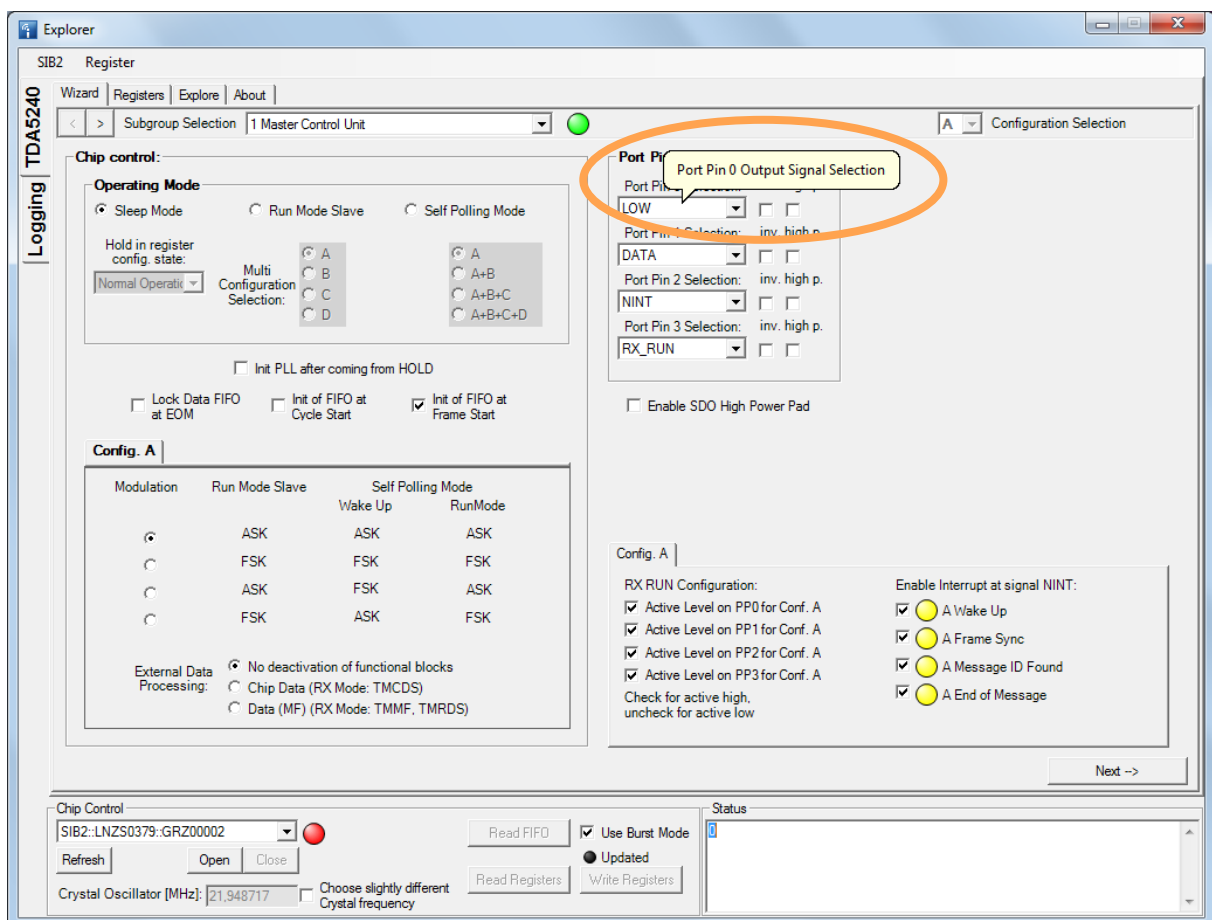 Explorer
SIB2 Register
TDA5240
Logging
Wizard Registers Explore About
< > Subgroup Selection 1 Master Control Unit A Configuration Selection
Chip control:
Operating Mode
Sleep Mode Run Mode Slave Self Polling Mode
Hold in register
config. state:
Normal Operatic
Multi
Configuration
Selection:
A
B
C
D
A
A+B
A+B+C
A+B+C+D
Init PLL after coming from HOLD
Lock Data FIFO
at EOM
Init of FIFO at
Cycle Start
Init of FIFO at
Frame Start
Config. A
Modulation Run Mode Slave Self Polling Mode
Wake Up RunMode
ASK ASK ASK
FSK FSK FSK
ASK FSK ASK
FSK ASK FSK
External Data
Processing:
No deactivation of functional blocks
Chip Data (RX Mode: TMCDS)
Data (MF) (RX Mode: TMMF, TMRDS)
Port Pi
Port Pin 0 Output Signal Selection
Port Pin
LOW
Port Pin 1 Selection: inv. high p.
DATA
Port Pin 2 Selection: inv. high p.
NINT
Port Pin 3 Selection: inv. high p.
RX_RUN
Enable SDO High Power Pad
Config. A
RX RUN Configuration:
Active Level on PP0 for Conf. A
Active Level on PP1 for Conf. A
Active Level on PP2 for Conf. A
Active Level on PP3 for Conf. A
Check for active high,
uncheck for active low
Enable Interrupt at signal NINT:
A Wake Up
A Frame Sync
A Message ID Found
A End of Message
Next -->
Chip Control
SIB2::LNZS0379::GRZ00002
Refresh Open Close
Crystal Oscillator [MHz]: 21,948717
Choose slightly different
Crystal frequency
Read FIFO Use Burst Mode
Updated
Read Registers Write Registers
Status
0